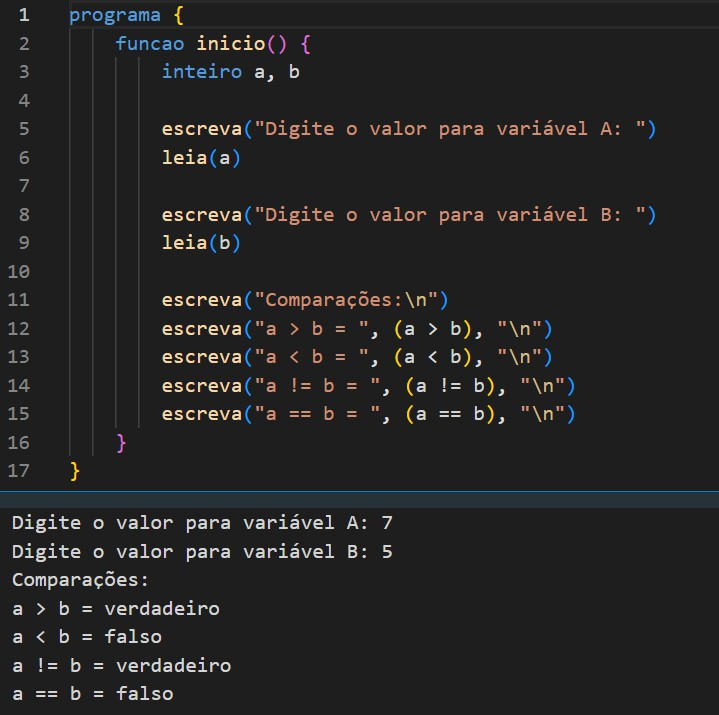 1 programa {
2 funcao inicio() {
3 inteiro a, b
4
5 escreva("Digite o valor para variável A: ")
6 leia(a)
7
8 escreva("Digite o valor para variável B: ")
9 leia(b)
10
11 escreva("Comparações:\n")
12 escreva("a > b = ", (a > b), "\n")
13 escreva("a < b = ", (a < b), "\n")
14 escreva("a != b = ", (a != b), "\n")
15 escreva("a == b = ", (a == b), "\n")
16 }
17 }
Digite o valor para variável A: 7
Digite o valor para variável B: 5
Comparações:
a > b = verdadeiro
a < b = falso
a != b = verdadeiro
a == b = falso